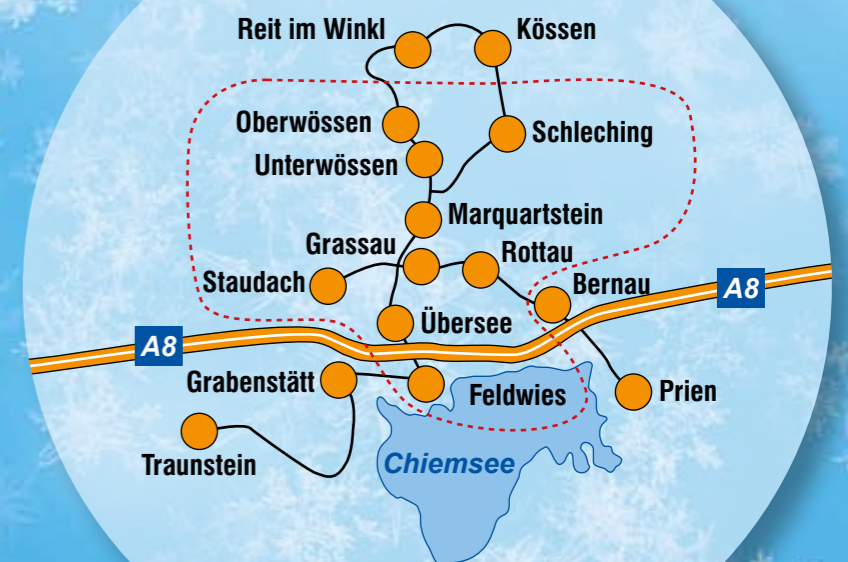 Reit im Winkl
Kössen
Oberwössen
Schleching
Unterwössen
Marquartstein
Grassau
Rottau
Staudach
Bernau
A8
Übersee
A8
Grabenstätt
Feldwies
Prien
Traunstein
Chiemsee